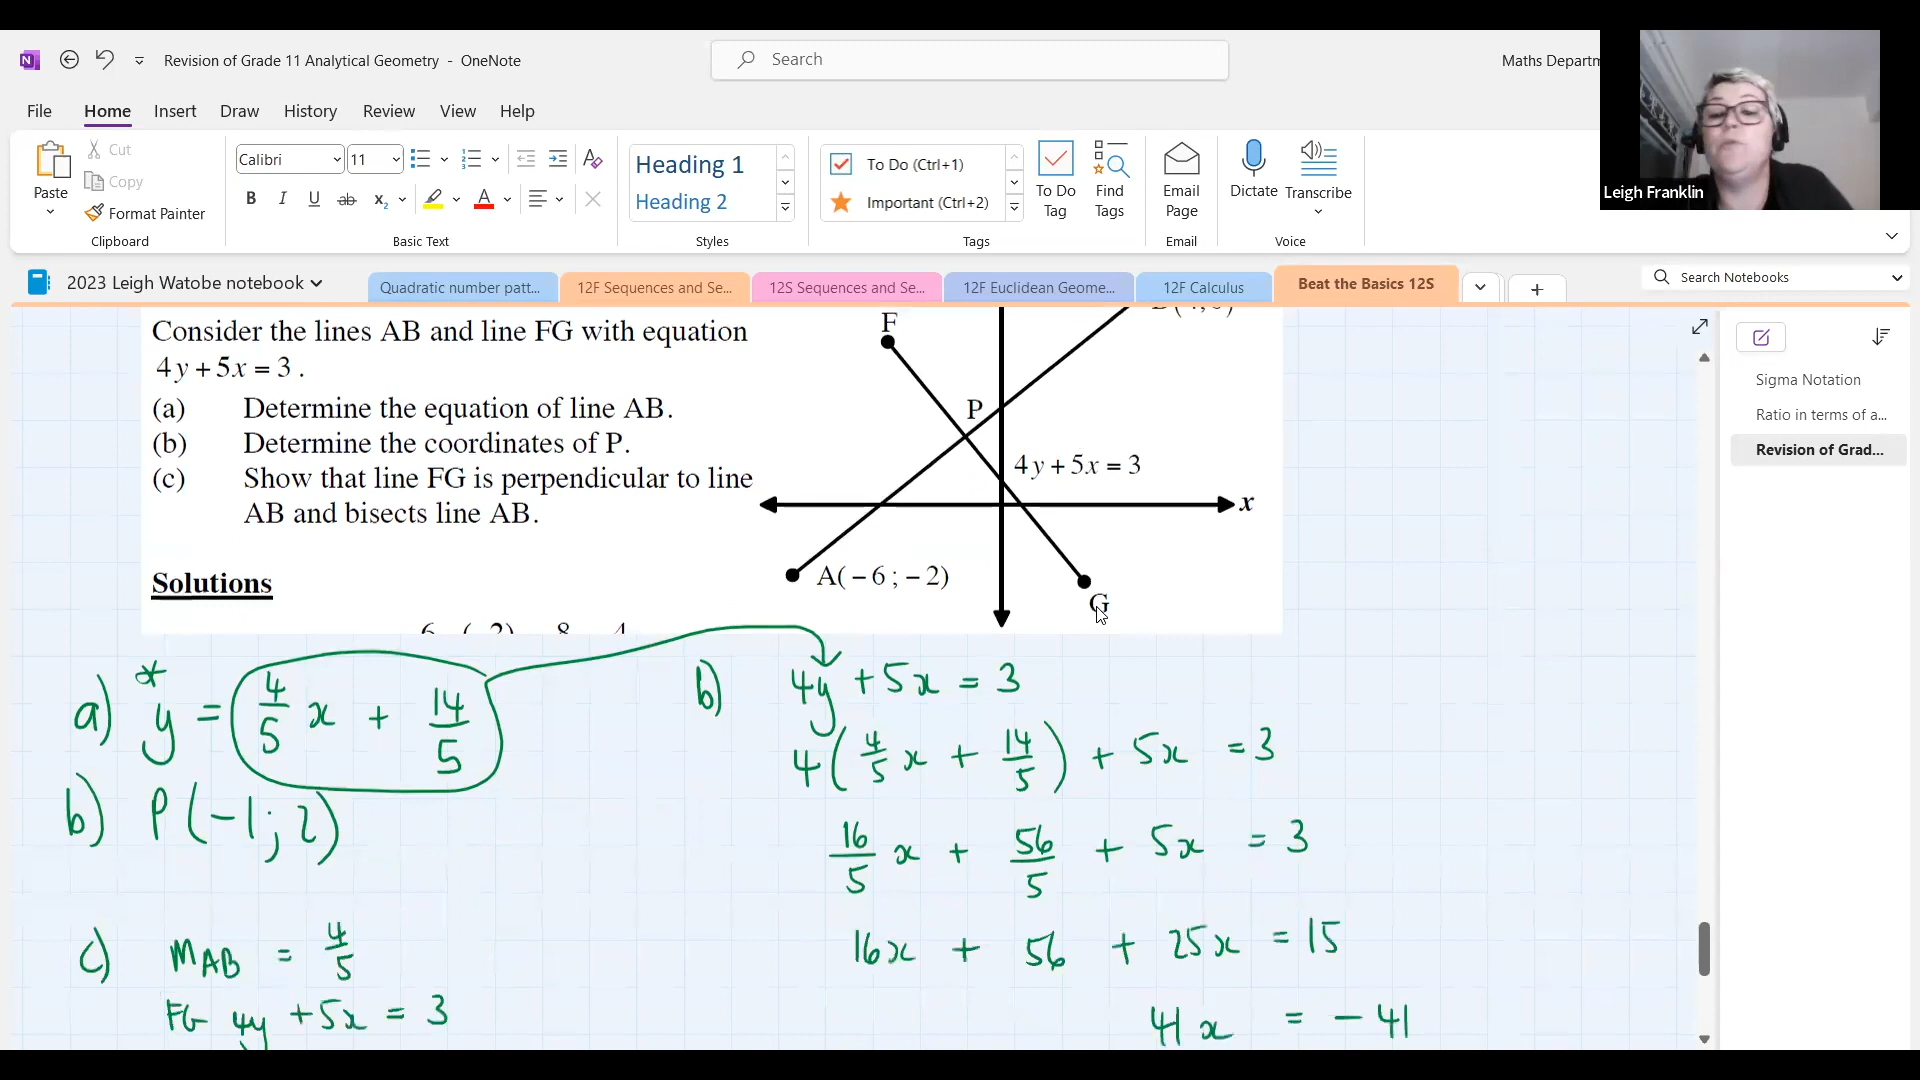 Revision of Grade 11 Analytical Geometry - OneNote
Search
Maths Departm
File Home Insert Draw History Review View Help
Paste
Cut
Copy
Format Painter
Clipboard
Calibri 11
B I U ab x₂ A
Basic Text
Heading 1
Heading 2
Styles
To Do (Ctrl+1)
Important (Ctrl+2)
To Do Tag
Find Tags
Tags
Email Page
Email
Dictate
Transcribe
Voice
Leigh Franklin
2023 Leigh Watobe notebook
Quadratic number patt...
12F Sequences and Se...
12S Sequences and Se...
12F Euclidean Geome...
12F Calculus
Beat the Basics 12S
+
Search Notebooks
Sigma Notation
Ratio in terms of a...
Revision of Grad...
Consider the lines AB and line FG with equation
4y + 5x = 3 .
(a) Determine the equation of line AB.
(b) Determine the coordinates of P.
(c) Show that line FG is perpendicular to line
AB and bisects line AB.
Solutions
F
P
4y + 5x = 3
x
A(−6 ; −2)
G
a) * y = 4/5 x + 14/5
b) P(-1; 2)
c) MAB = 4/5
FG 4y + 5x = 3
b) 4y + 5x = 3
4(4/5 x + 14/5) + 5x = 3
16/5 x + 56/5 + 5x = 3
16x + 56 + 25x = 15
41x = -41